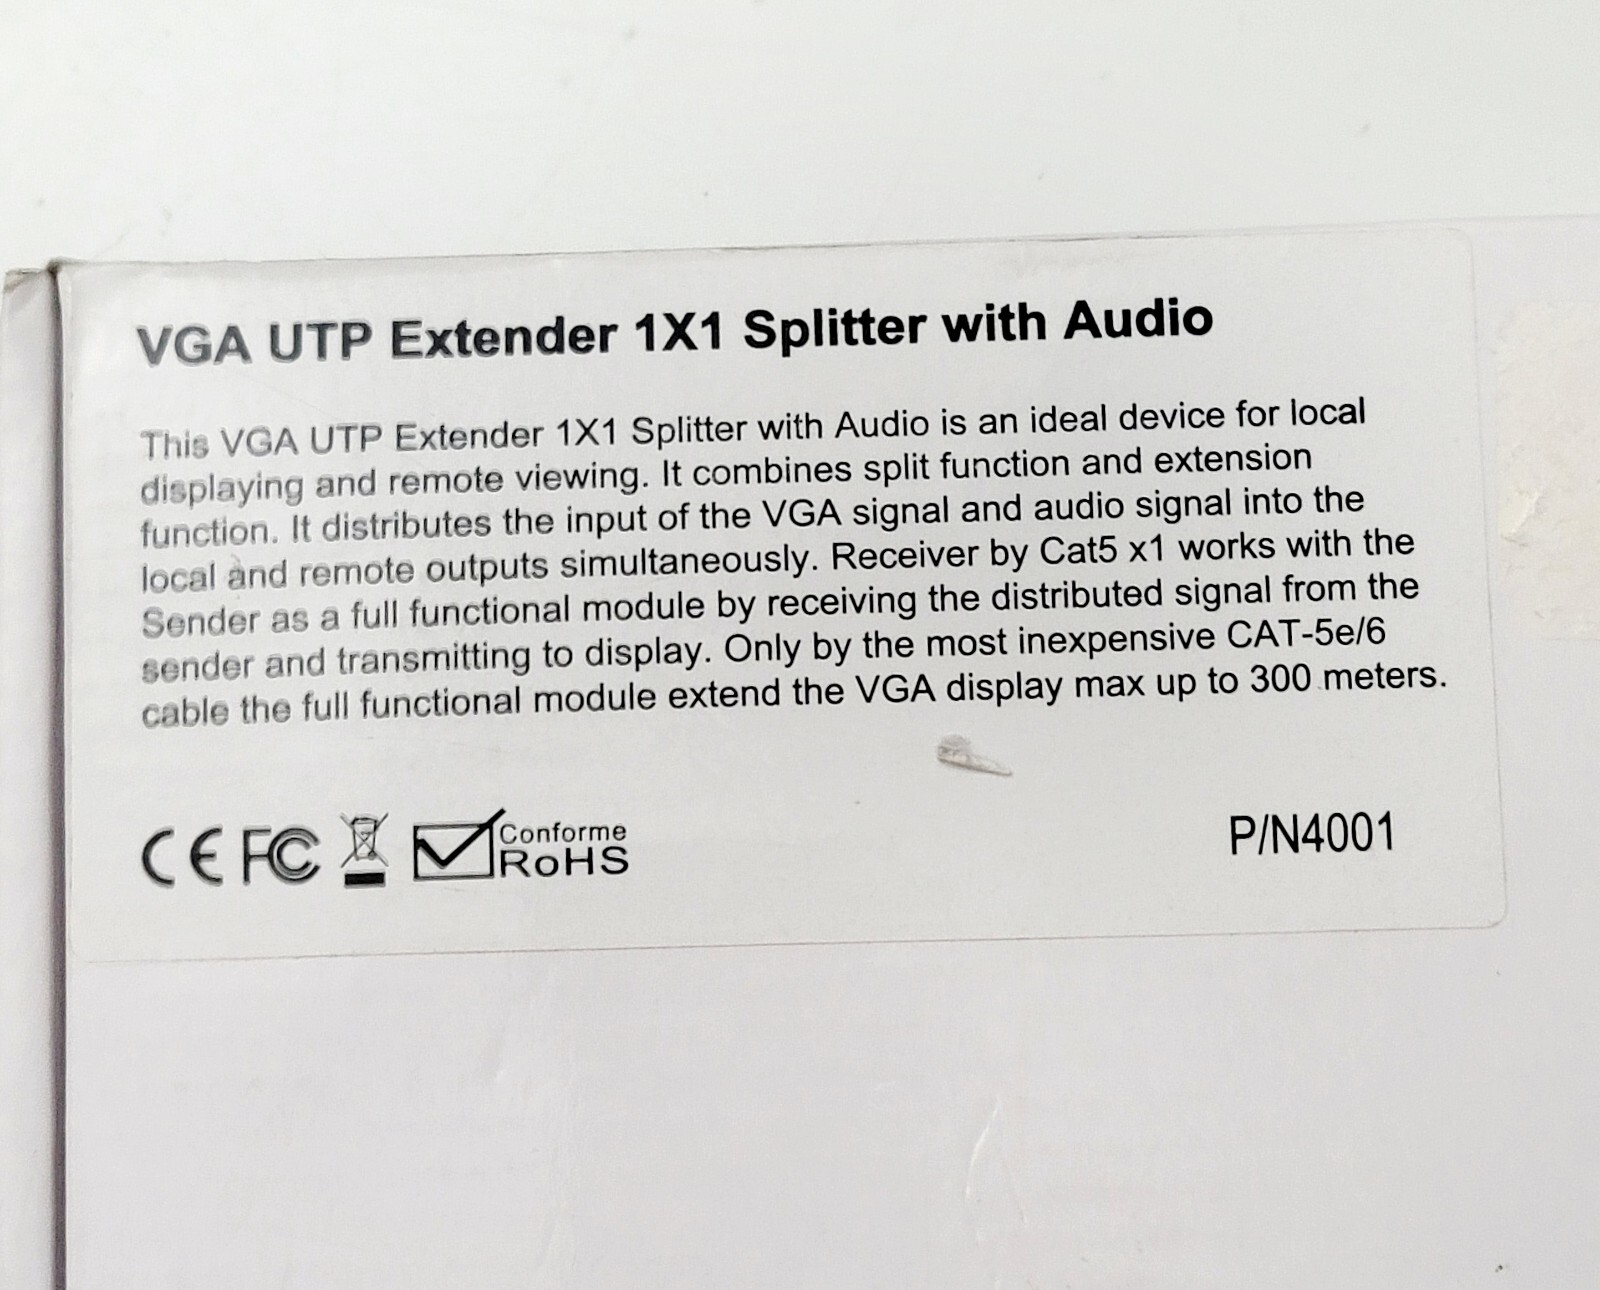 VGA UTP Extender 1X1 Splitter with Audio
This VGA UTP Extender 1X1 Splitter with Audio is an ideal device for local
displaying and remote viewing. It combines split function and extension
function. It distributes the input of the VGA signal and audio signal into the
local and remote outputs simultaneously. Receiver by Cat5 x1 works with the
Sender as a full functional module by receiving the distributed signal from the
sender and transmitting to display. Only by the most inexpensive CAT-5e/6
cable the full functional module extend the VGA display max up to 300 meters.
CE FC Conforme
RoHS
P/N4001